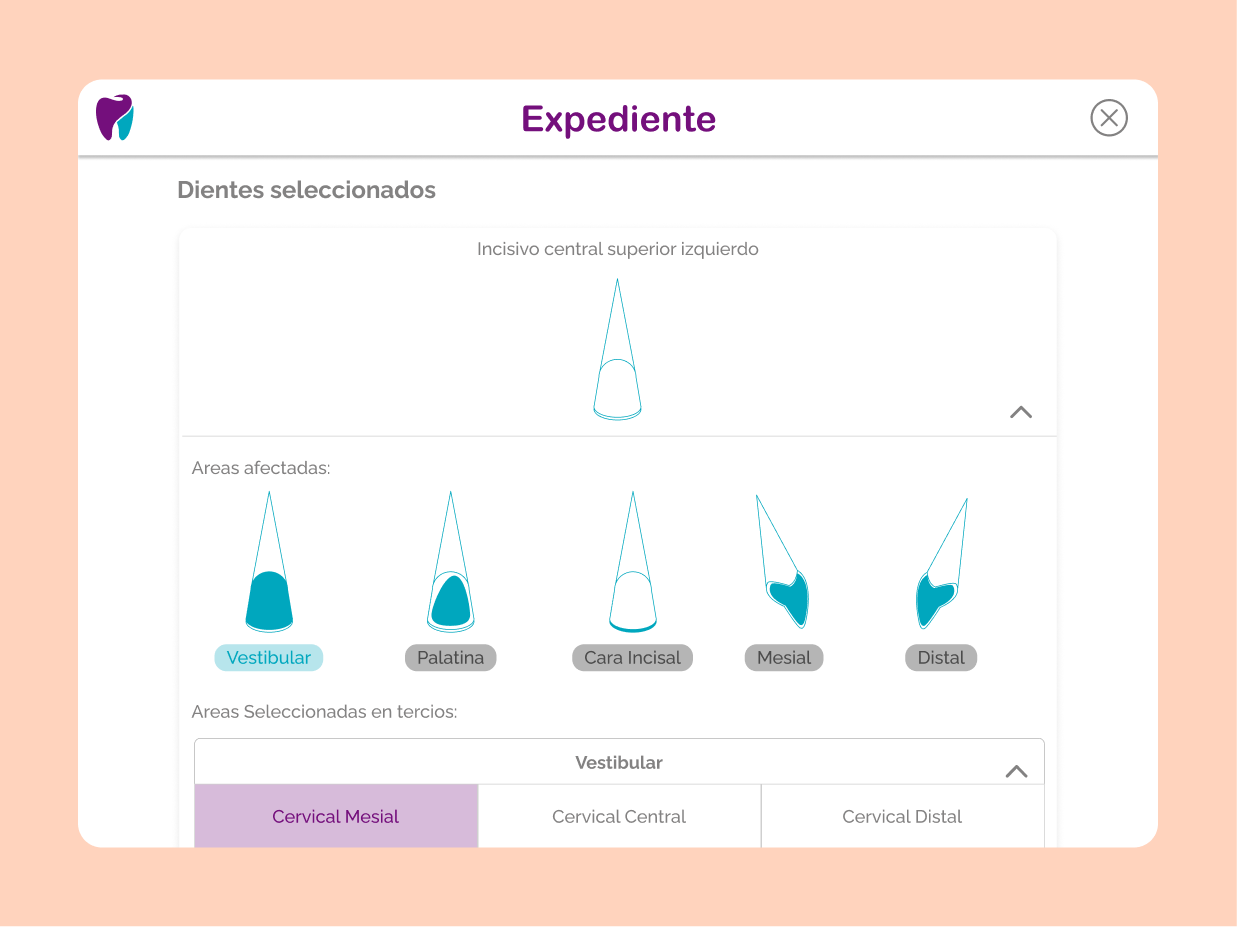 Expediente
Dientes seleccionados
Incisivo central superior izquierdo
Areas afectadas:
Vestibular
Palatina
Cara Incisal
Mesial
Distal
Areas Seleccionadas en tercios:
Vestibular
Cervical Mesial
Cervical Central
Cervical Distal